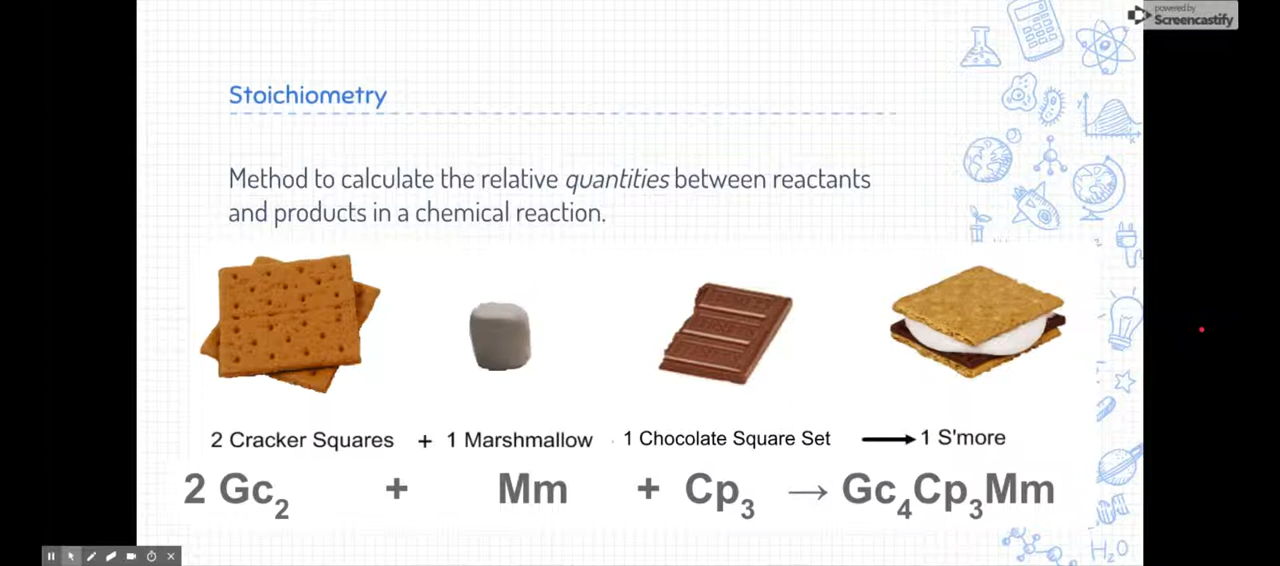 powered by
Screencastify
Stoichiometry
Method to calculate the relative quantities between reactants
and products in a chemical reaction.
2 Cracker Squares + 1 Marshmallow 1 Chocolate Square Set → 1 S'more
2 Gc₂ + Mm + Cp₃ → Gc₄Cp₃Mm
H₂O